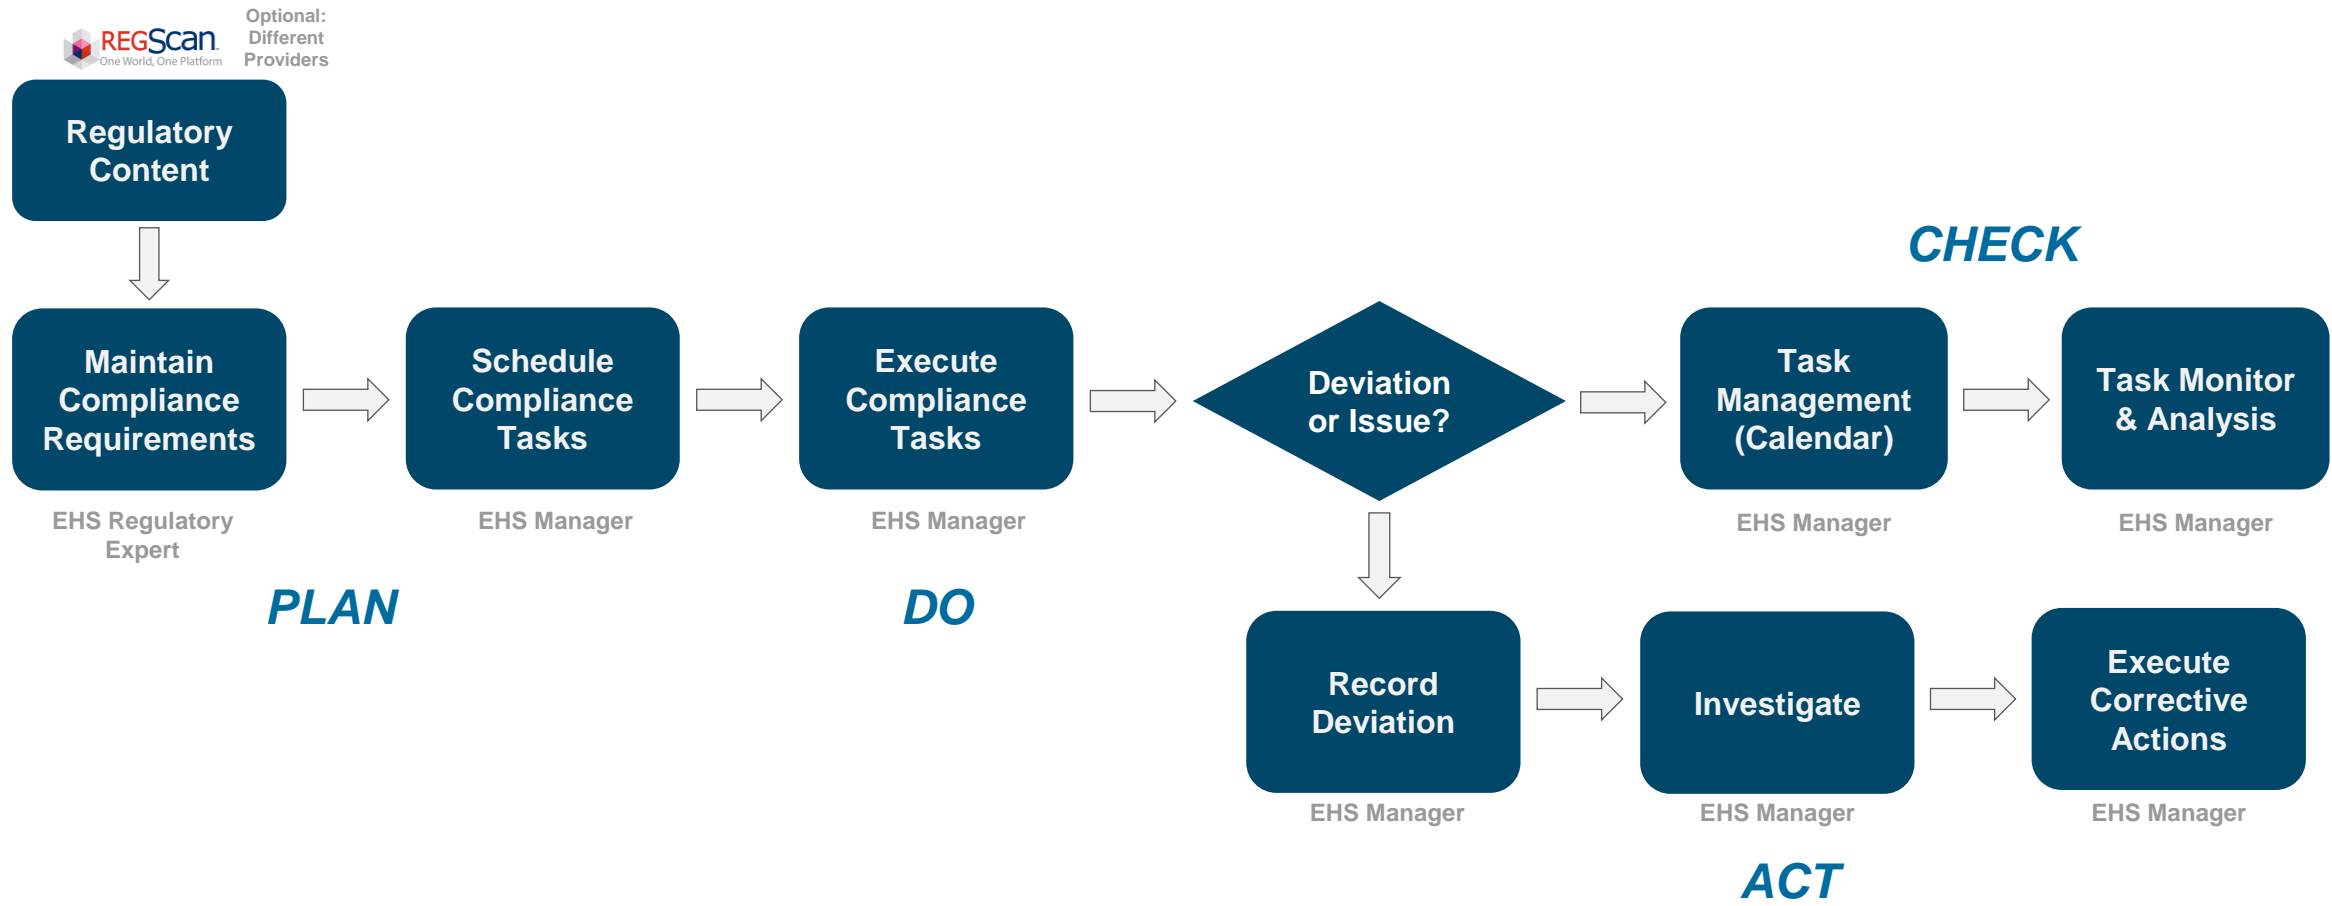 REGSCan
One World, One Platform
Optional:
Different
Providers
Regulatory
Content
CHECK
Maintain
Compliance
Requirements
Schedule
Compliance
Tasks
Execute
Compliance
Tasks
Deviation
or Issue?
Task
Management
(Calendar)
Task Monitor
& Analysis
EHS Regulatory
Expert
EHS Manager
EHS Manager
EHS Manager
EHS Manager
PLAN
DO
Record
Deviation
Investigate
Execute
Corrective
Actions
EHS Manager
EHS Manager
EHS Manager
ACT